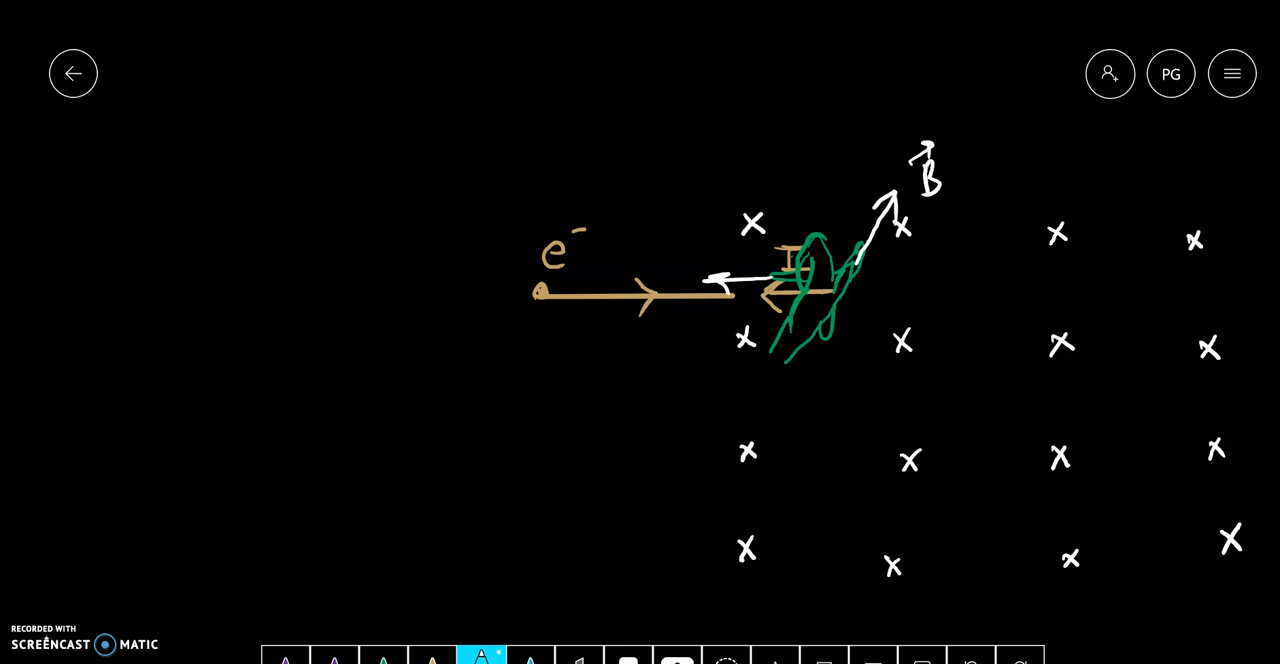 PG
B
e⁻
I
x x x x
x x x x
x x x x
x x x x
RECORDED WITH
SCREENCAST MATIC